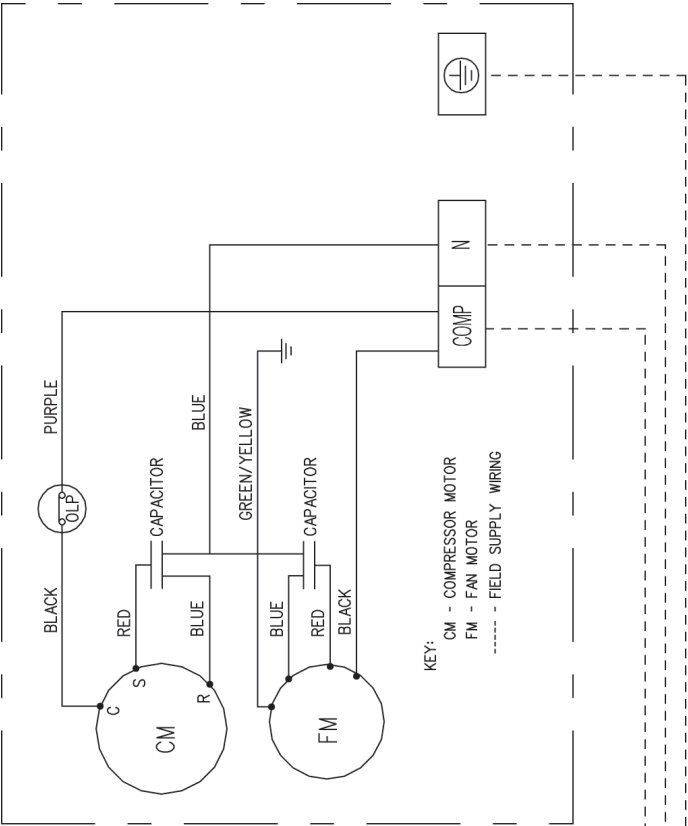 N
COMP
PURPLE
BLUE
GREEN/YELLOW
OLP
CAPACITOR
CAPACITOR
BLACK
RED
BLUE
BLUE
RED
BLACK
C
S
R
CM
FM
KEY:
CM - COMPRESSOR MOTOR
FM - FAN MOTOR
----- - FIELD SUPPLY WIRING